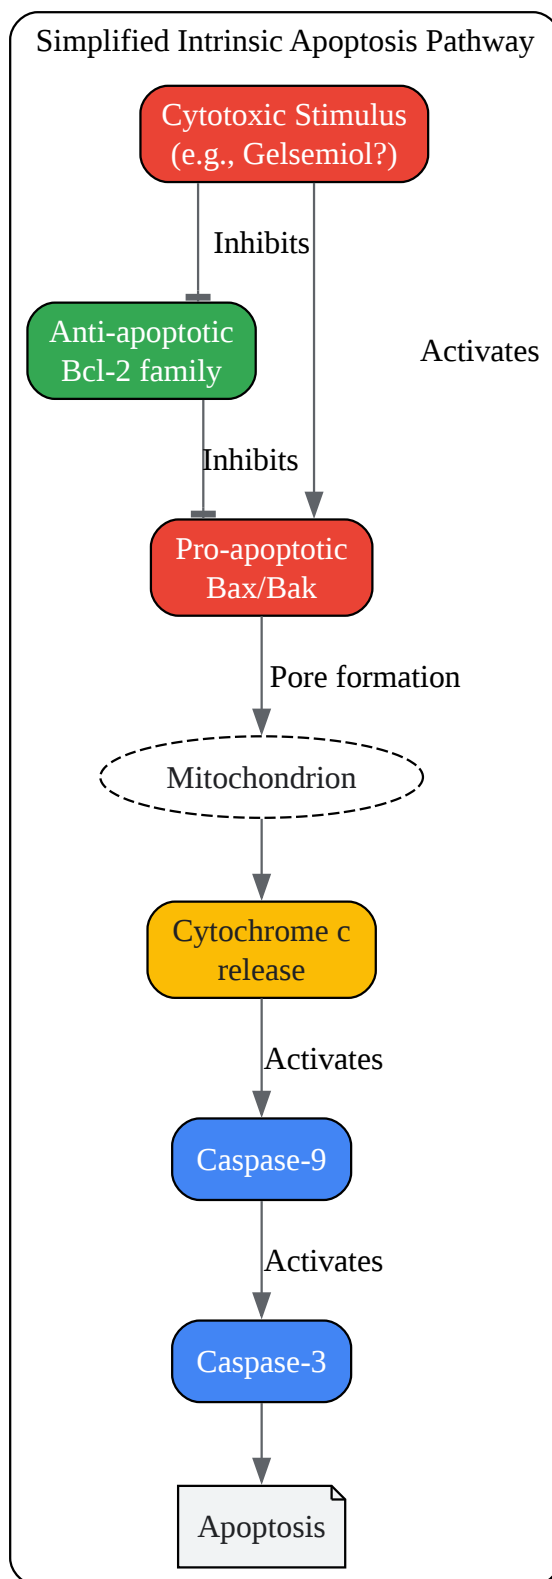 Simplified Intrinsic Apoptosis Pathway
Cytotoxic Stimulus
(e.g., Gelsemiol?)
Inhibits
Anti-apoptotic
Bcl-2 family
Activates
Inhibits
Pro-apoptotic
Bax/Bak
Pore formation
Mitochondrion
Cytochrome c
release
Activates
Caspase-9
Activates
Caspase-3
Apoptosis